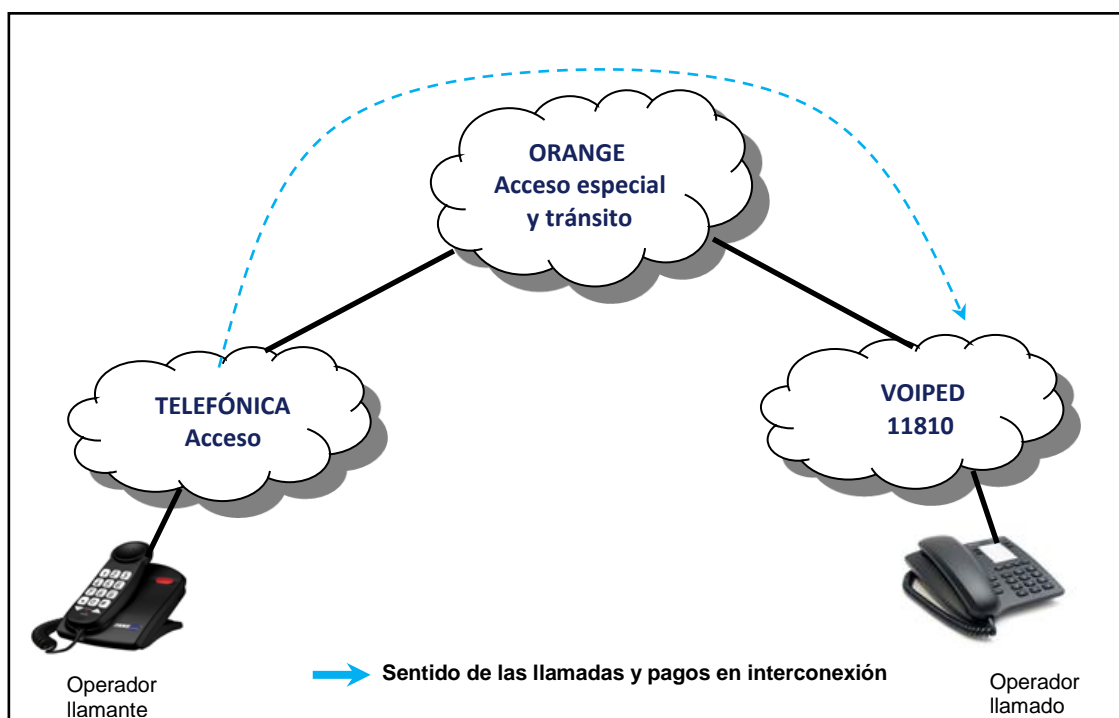 ORANGE
Acceso especial
y tránsito
TELEFÓNICA
Acceso
VOIPED
11810
Sentido de las llamadas y pagos en interconexión
Operador
llamante
Operador
llamado